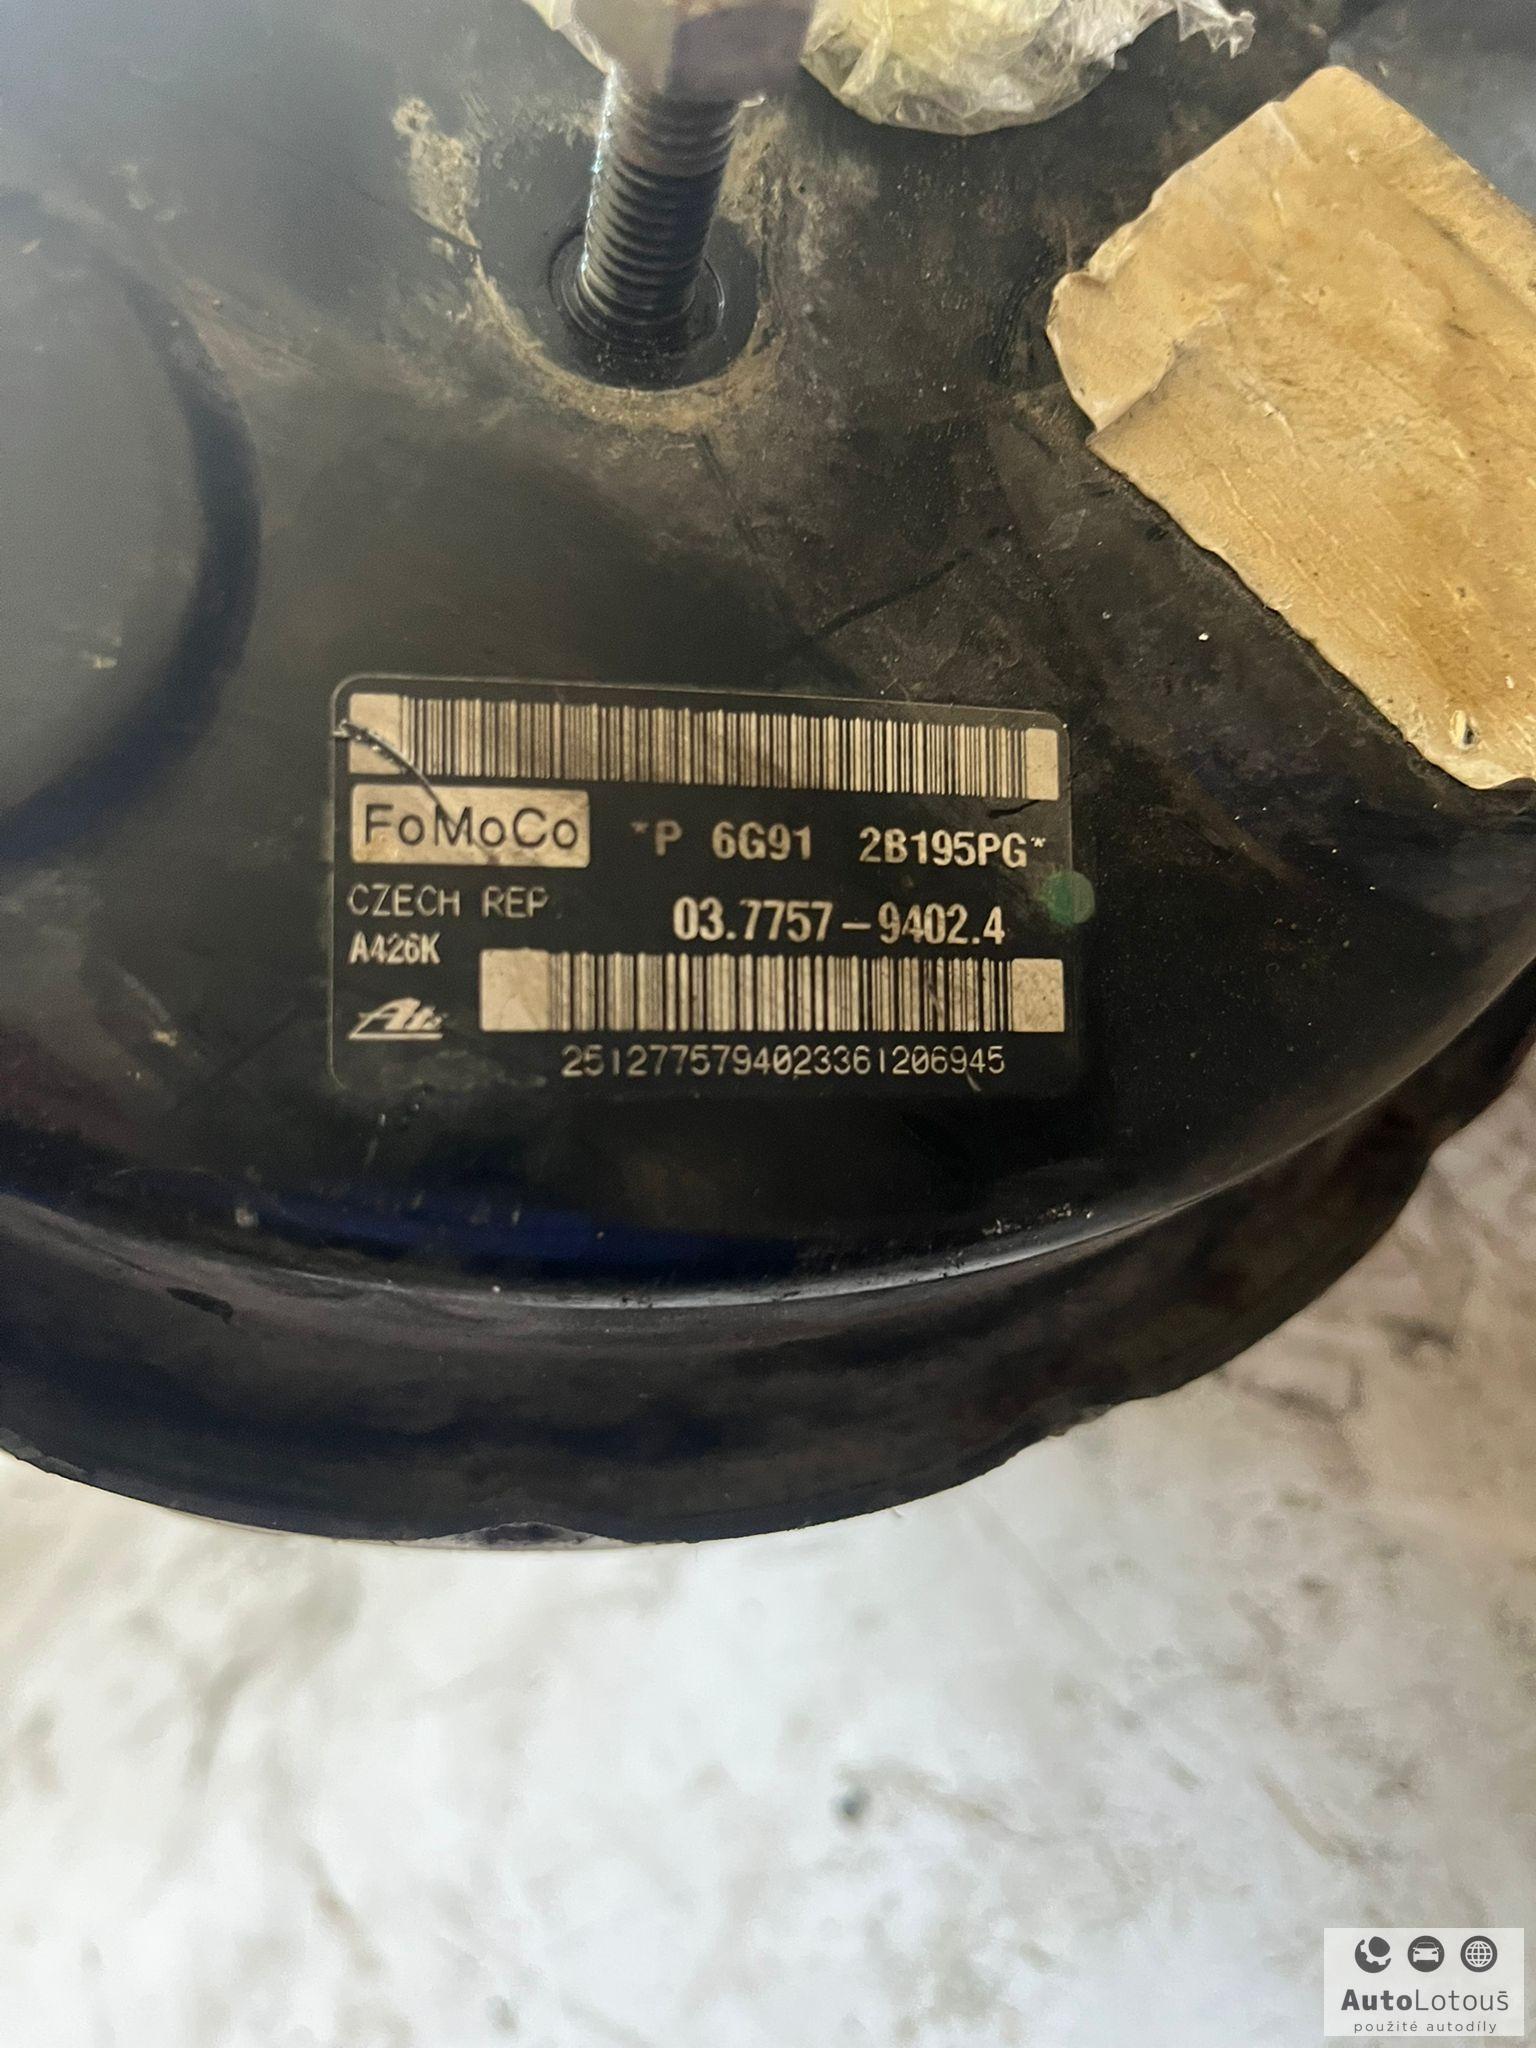 FoMoCo *P 6G91 2B195PG*
CZECH REP. 03.7757-9402.4
A426K
Ate
2512775794023361206945
AutoLotouš
použité autodíly